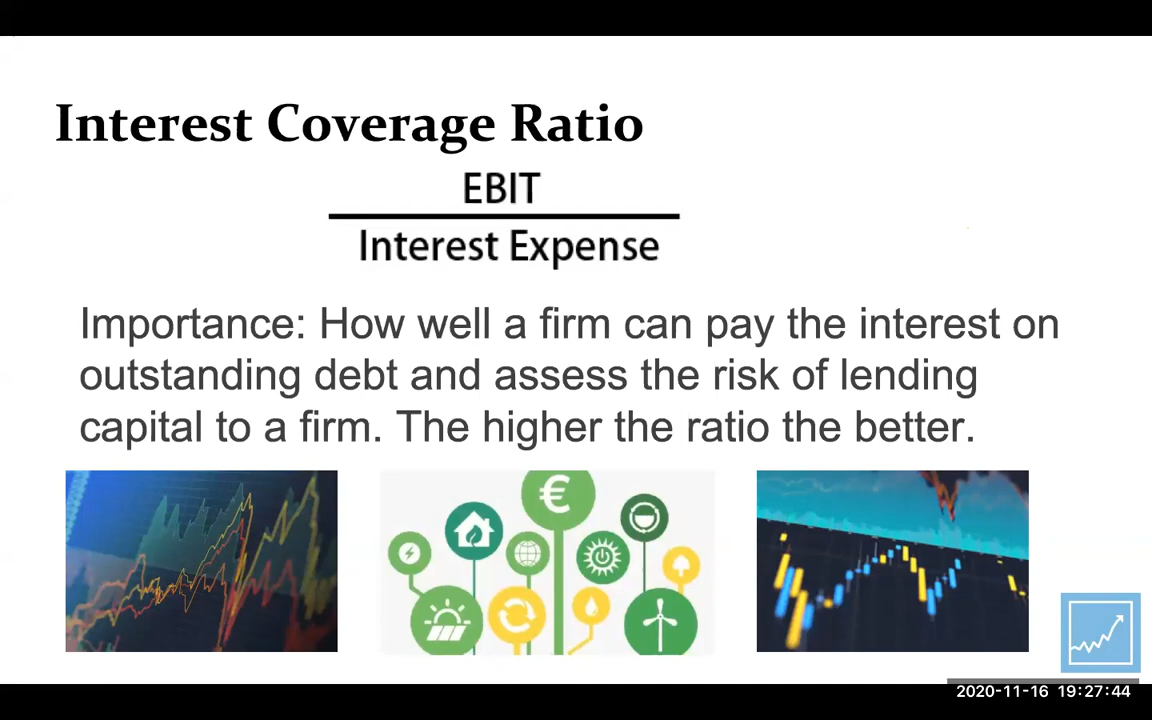 Interest Coverage Ratio
EBIT
Interest Expense
Importance: How well a firm can pay the interest on
outstanding debt and assess the risk of lending
capital to a firm. The higher the ratio the better.
€
2020-11-16 19:27:44